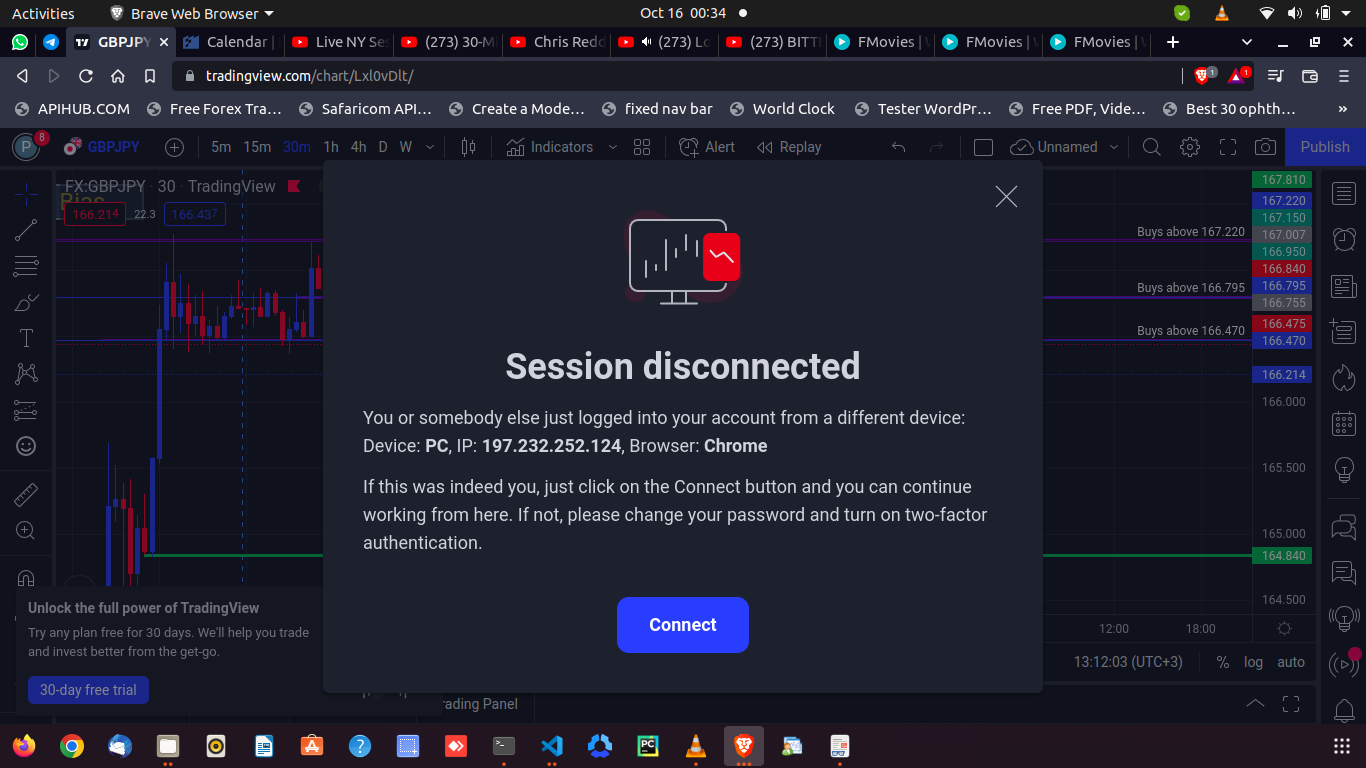 Activities
Brave Web Browser
Oct 16 00:34
GBPJPY
Calendar |
Live NY Se
(273) 30-M
Chris Redd
(273) Lo
(273) BITT
FMovies | 
FMovies | 
FMovies | 
tradingview.com/chart/Lxl0vDlt/
1
1
APIHUB.COM
Free Forex Tra…
Safaricom API…
Create a Mode…
fixed nav bar
World Clock
Tester WordPr…
Free PDF, Vide…
Best 30 ophth…
»
P
8
GBPJPY
5m
15m
30m
1h
4h
D
W
Indicators
Alert
Replay
Unnamed
Publish
FX:GBPJPY · 30 · TradingView
Bias
166.214
22.3
166.437
167.810
Buys above 167.220
167.220
167.150
167.007
166.950
166.840
Buys above 166.795
166.795
166.755
166.475
Buys above 166.470
166.470
166.214
166.000
165.500
165.000
164.840
164.500
Session disconnected
You or somebody else just logged into your account from a different device:
Device: PC, IP: 197.232.252.124, Browser: Chrome
If this was indeed you, just click on the Connect button and you can continue
working from here. If not, please change your password and turn on two-factor
authentication.
Connect
Unlock the full power of TradingView
Try any plan free for 30 days. We'll help you trade
and invest better from the get-go.
30-day free trial
12:00
18:00
13:12:03 (UTC+3)
%
log
auto
rading Panel
T
PC